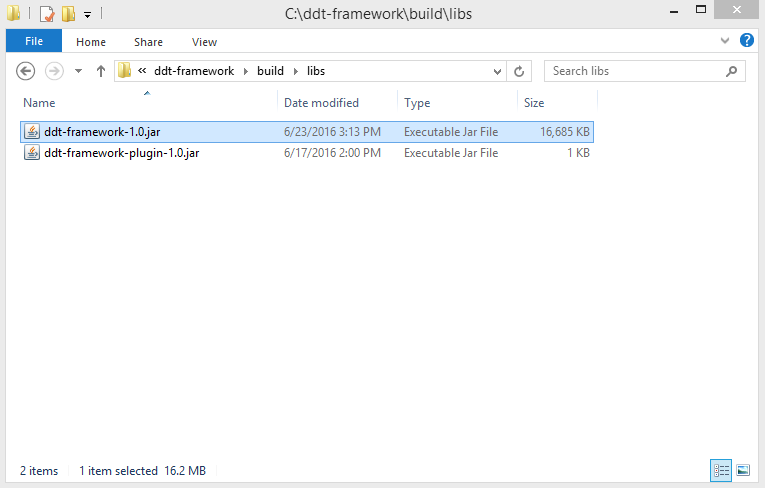 C:\ddt-framework\build\libs
File Home Share View
« ddt-framework build libs Search libs
Name Date modified Type Size
ddt-framework-1.0.jar 6/23/2016 3:13 PM Executable Jar File 16,685 KB
ddt-framework-plugin-1.0.jar 6/17/2016 2:00 PM Executable Jar File 1 KB
2 items 1 item selected 16.2 MB